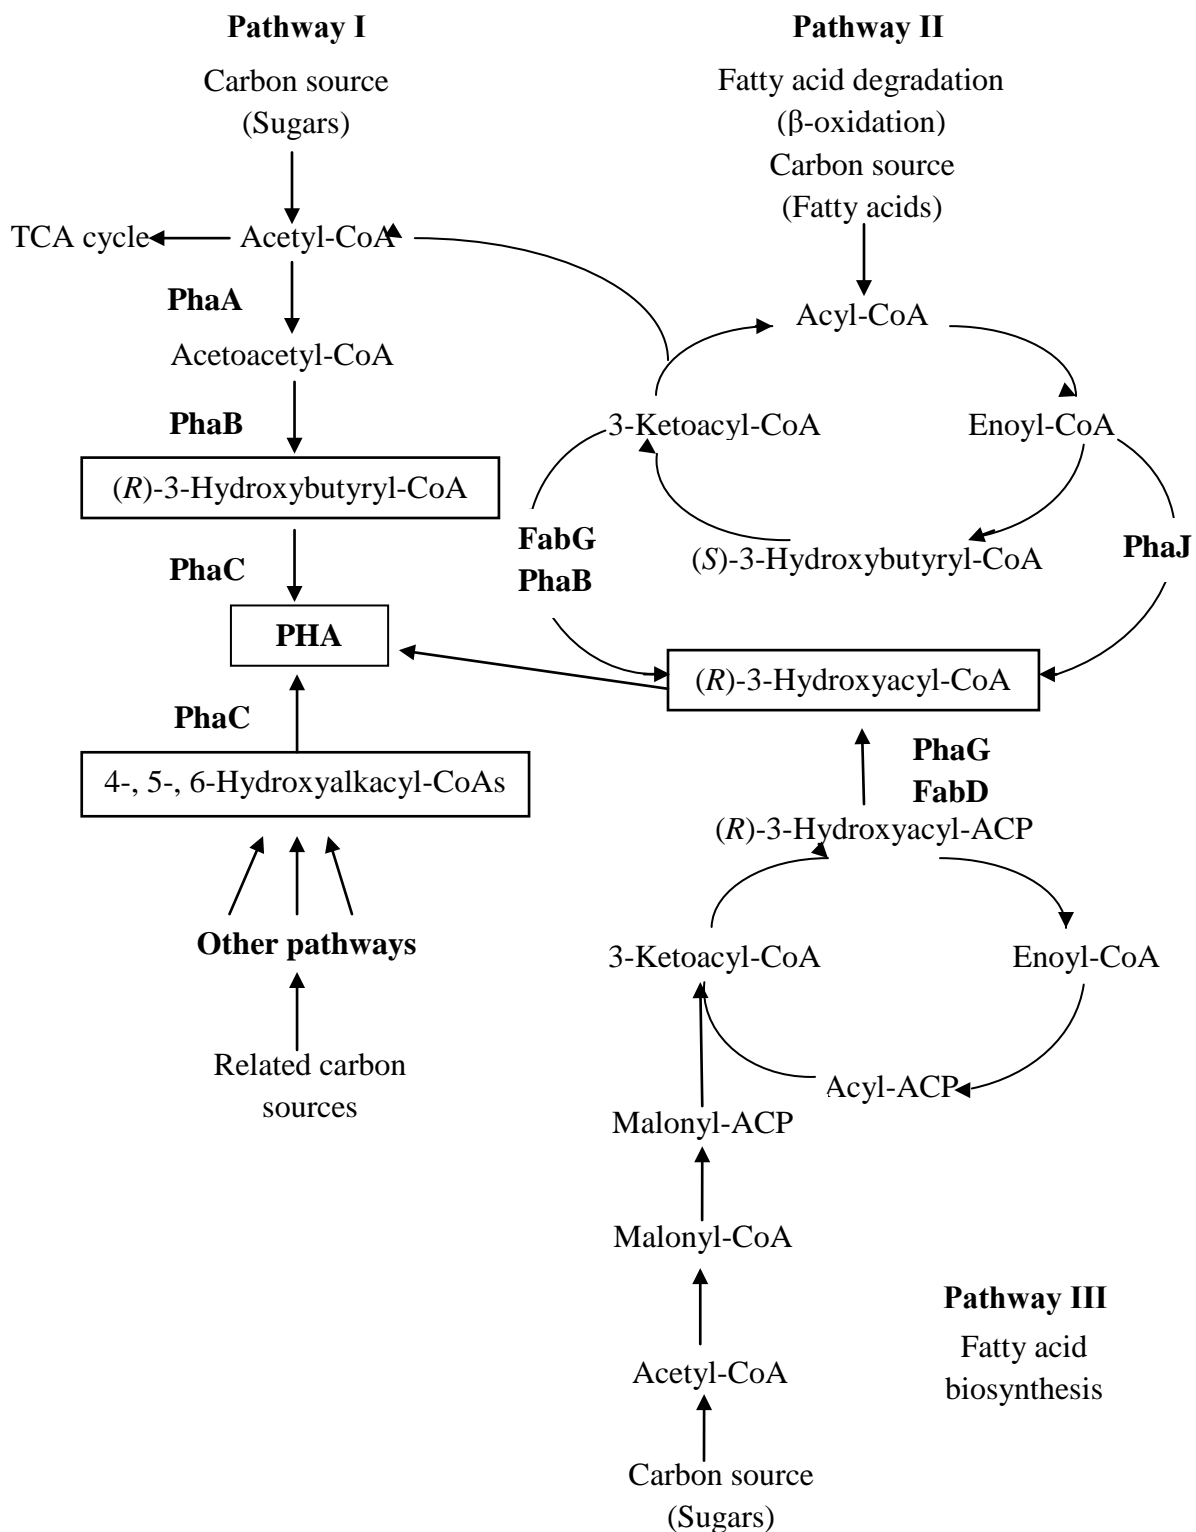 Pathway I
Carbon source
(Sugars)
TCA cycle
Acetyl-CoA
PhaA
Acetoacetyl-CoA
PhaB
(R)-3-Hydroxybutyryl-CoA
PhaC
PHA
PhaC
4-, 5-, 6-Hydroxyalkacyl-CoAs
Other pathways
Related carbon
sources
Pathway II
Fatty acid degradation
(β-oxidation)
Carbon source
(Fatty acids)
Acyl-CoA
3-Ketoacyl-CoA
Enoyl-CoA
FabG
PhaB
(S)-3-Hydroxybutyryl-CoA
PhaJ
(R)-3-Hydroxyacyl-CoA
PhaG
FabD
(R)-3-Hydroxyacyl-ACP
3-Ketoacyl-CoA
Enoyl-CoA
Acyl-ACP
Malonyl-ACP
Malonyl-CoA
Acetyl-CoA
Carbon source
(Sugars)
Pathway III
Fatty acid
biosynthesis